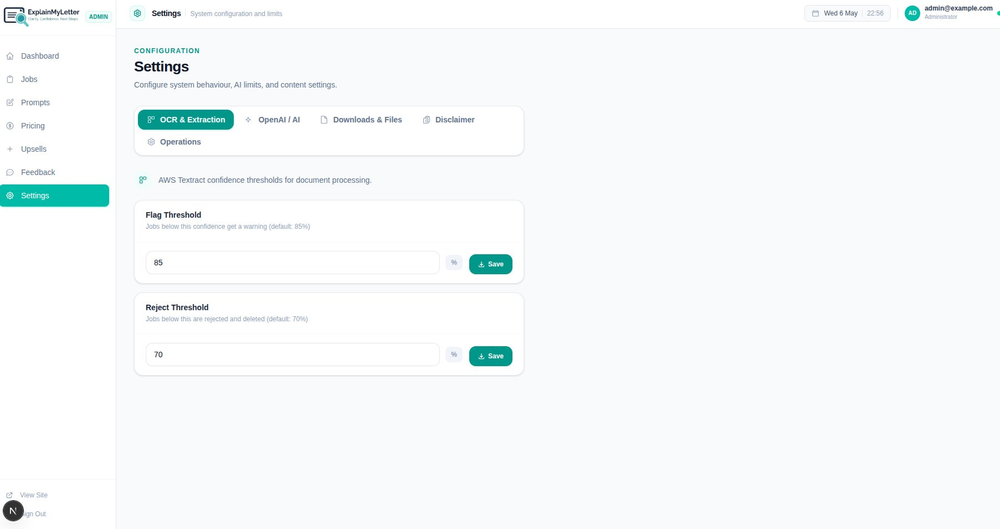 ExplainMyLetter
Clarity. Confidence. Next Steps.
ADMIN
Dashboard
Jobs
Prompts
Pricing
Upsells
Feedback
Settings
View Site
ign Out
N
Settings
System configuration and limits
Wed 6 May
22:56
AD
admin@example.com
Administrator
CONFIGURATION
Settings
Configure system behaviour, AI limits, and content settings.
OCR & Extraction
OpenAI / AI
Downloads & Files
Disclaimer
Operations
AWS Textract confidence thresholds for document processing.
Flag Threshold
Jobs below this confidence get a warning (default: 85%)
85
%
Save
Reject Threshold
Jobs below this are rejected and deleted (default: 70%)
70
%
Save